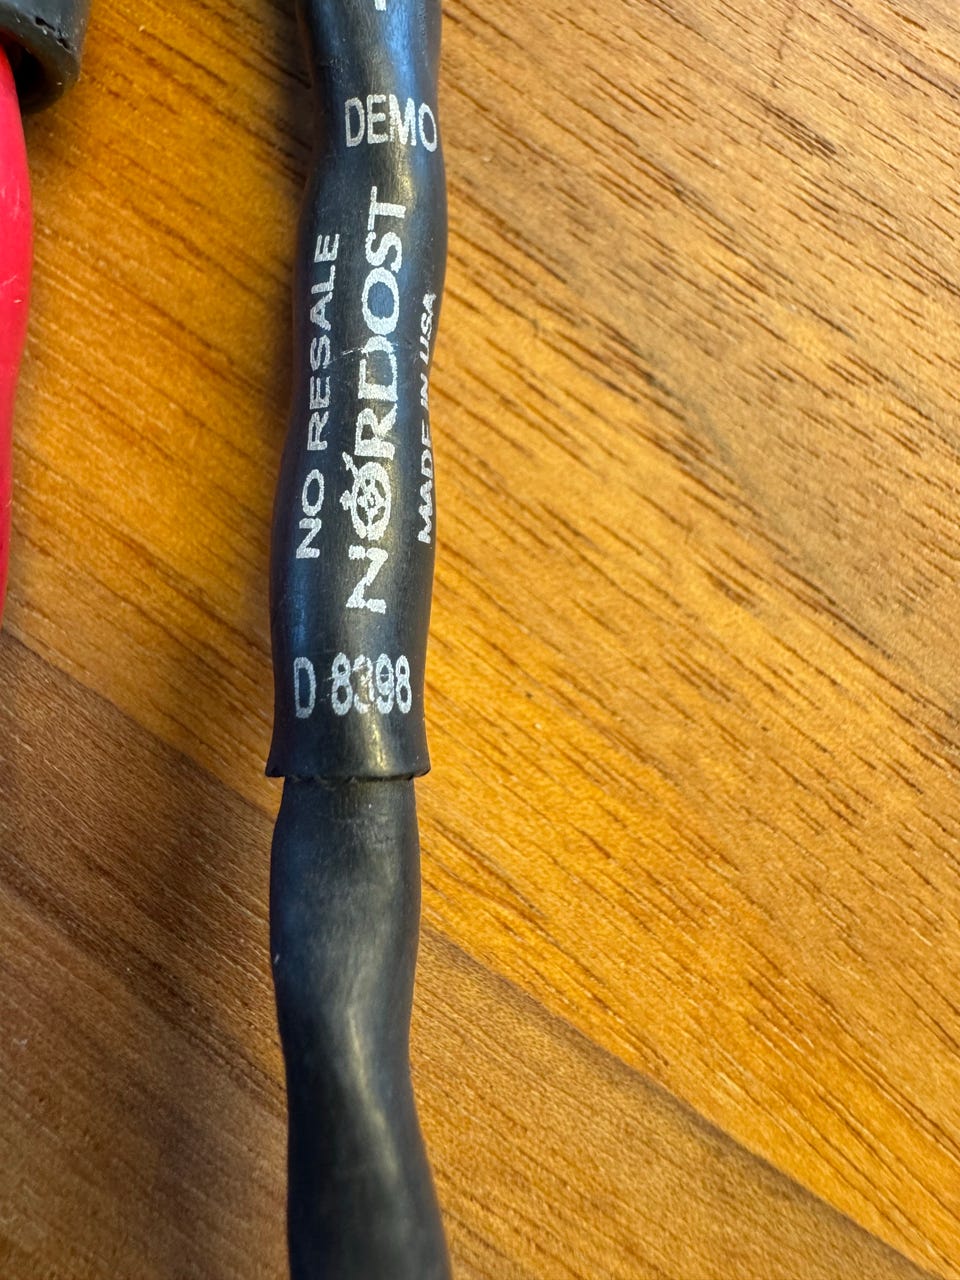 DEMO
NO RESALE
NORDOST
MADE IN USA
D 8398